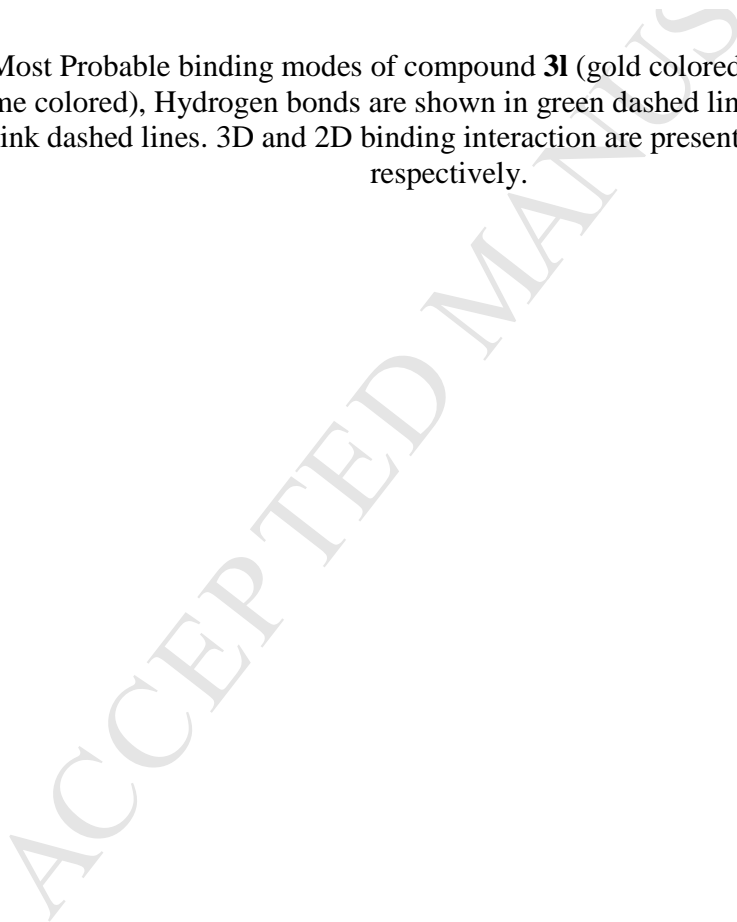 Most Probable binding modes of compound 3l (gold colored
me colored), Hydrogen bonds are shown in green dashed lin
ink dashed lines. 3D and 2D binding interaction are present
respectively.
ACCEPTED MANUS